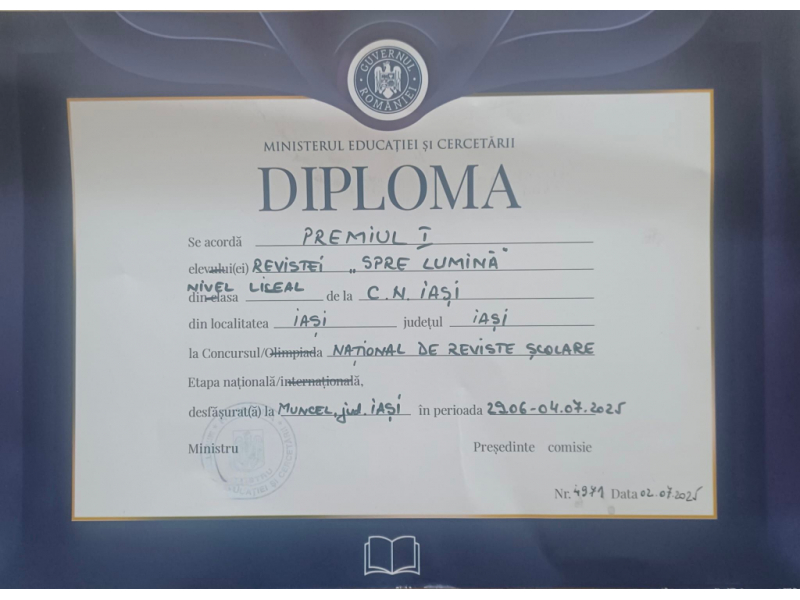 GUVERNUL ROMÂNIEI
MINISTERUL EDUCAȚIEI ȘI CERCETĂRII
DIPLOMA
Se acordă PREMIUL I
elevului(ei) REVISTEI „SPRE LUMINĂ”
NIVEL LICEAL
din clasa de la C.N. IAȘI
din localitatea IAȘI județul IAȘI
la Concursul/Olimpiada NAȚIONAL DE REVISTE ȘCOLARE
Etapa națională/internațională,
desfășurat(ă) la MUNCEL, jud. IAȘI în perioada 29.06-04.07.2025
Ministru Președinte comisie
Nr. 4971 Data 02.07.2025